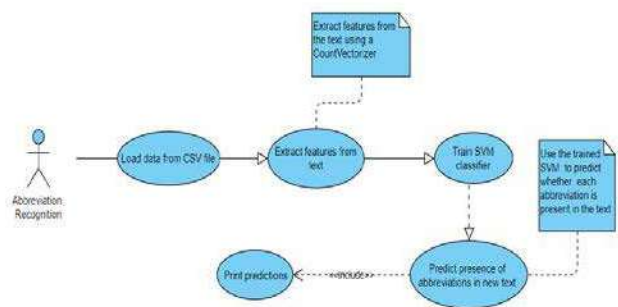 Extract features from
the text using a
CountVectorizer
Load data from CSV file
Extract features from
text
Train SVM
classifier
Use the trained
SVM to predict
whether each
abbreviation is
present in the text
Abbreviation
Recognition
Print predictions
<<include>>
Predict presence of
abbreviations in new text